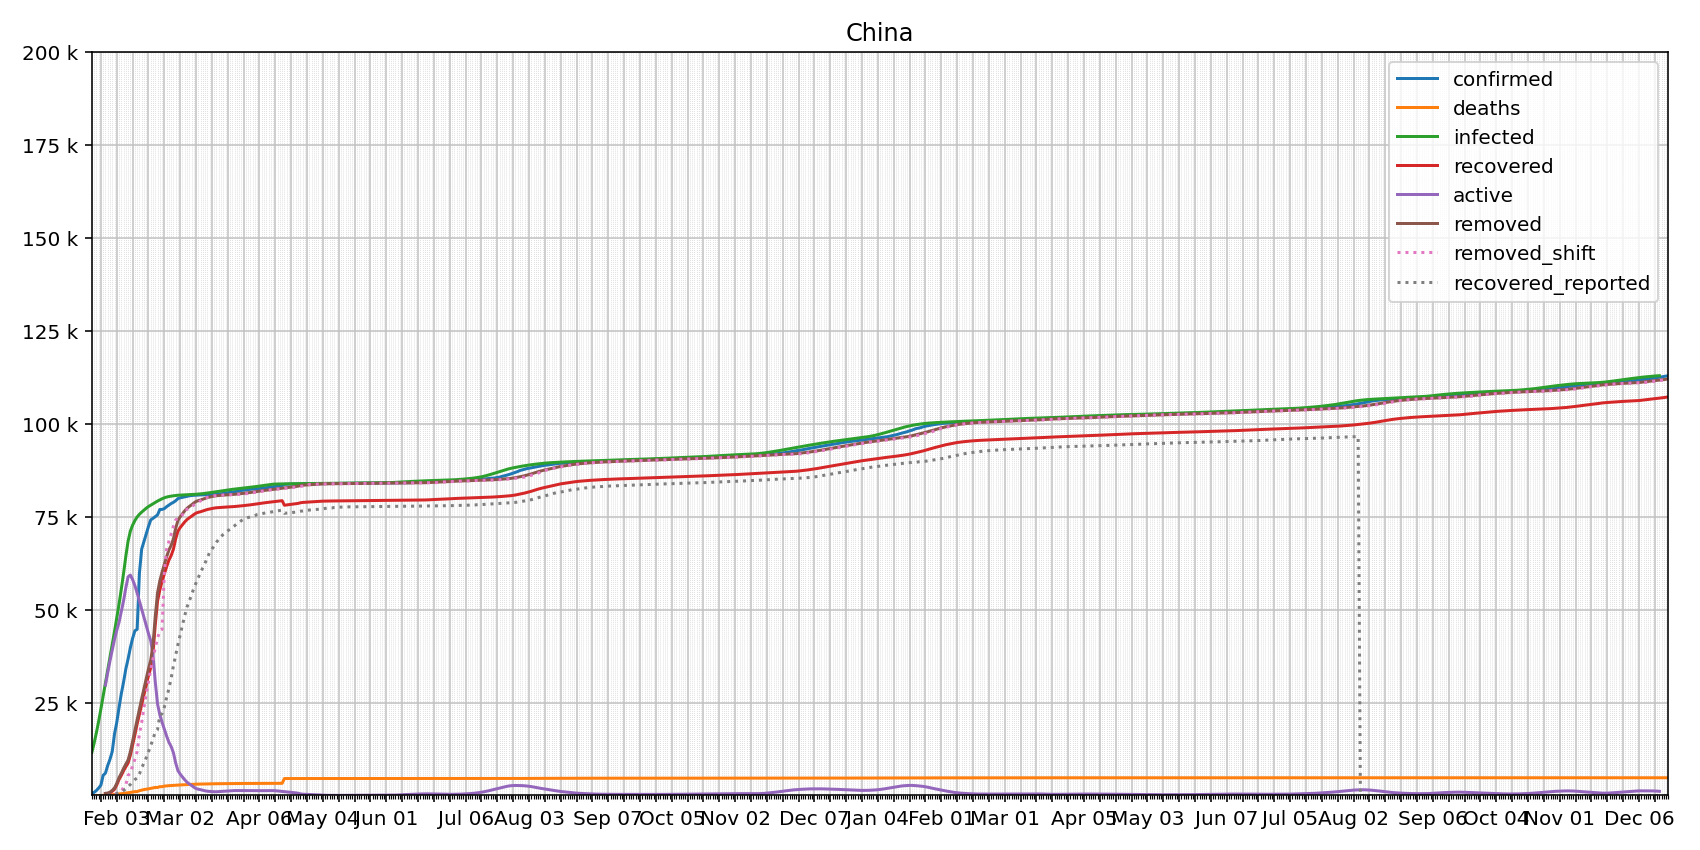 China
200 k
175 k
150 k
125 k
100 k
75 k
50 k
25 k
confirmed
deaths
infected
recovered
active
removed
removed_shift
recovered_reported
Feb 03 Mar 02 Apr 06 May 04 Jun 01 Jul 06 Aug 03 Sep 07 Oct 05 Nov 02 Dec 07 Jan 04 Feb 01 Mar 01 Apr 05 May 03 Jun 07 Jul 05 Aug 02 Sep 06 Oct 04 Nov 01 Dec 06